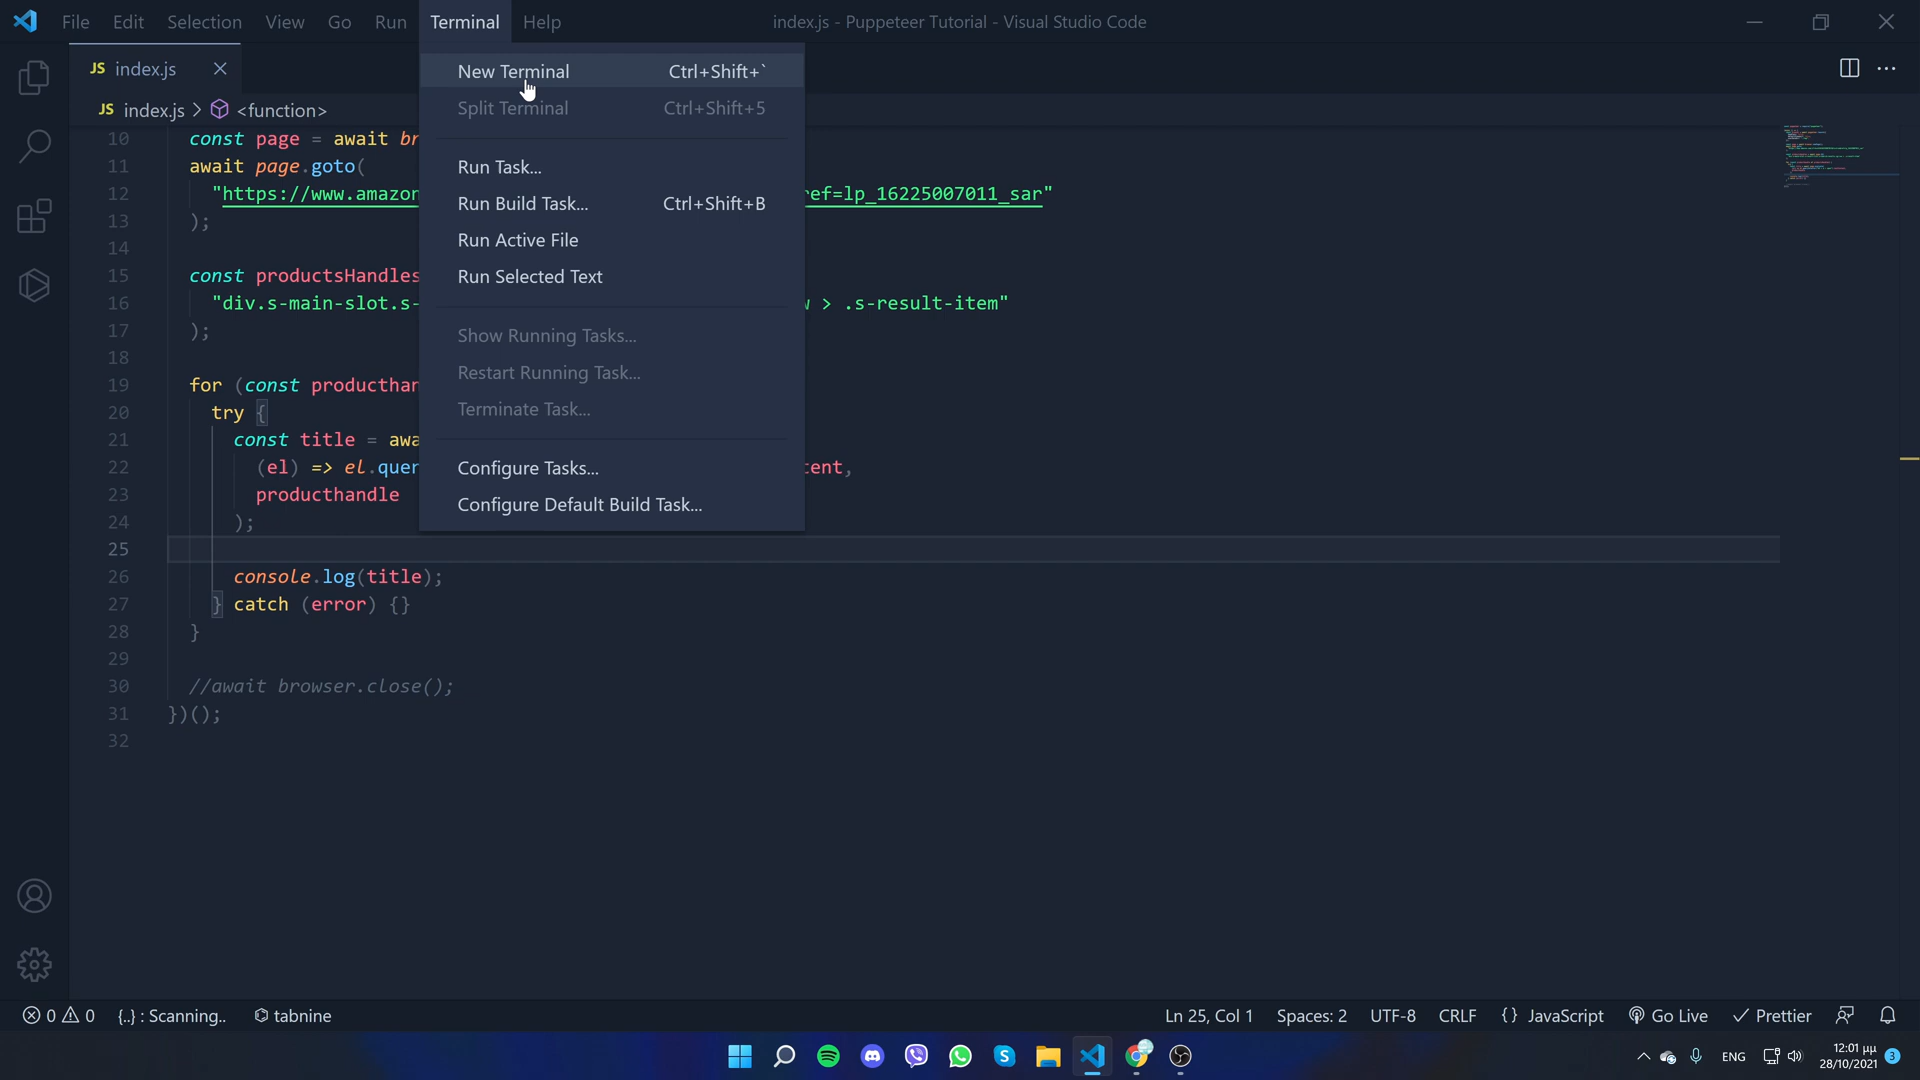 File Edit Selection View Go Run Terminal Help
index.js - Puppeteer Tutorial - Visual Studio Code
JS index.js
JS index.js > <function>
New Terminal Ctrl+Shift+`
Split Terminal Ctrl+Shift+5
Run Task...
Run Build Task... Ctrl+Shift+B
Run Active File
Run Selected Text
Show Running Tasks...
Restart Running Task...
Terminate Task...
Configure Tasks...
Configure Default Build Task...
10 const page = await br
11 await page.goto(
12 "https://www.amazon ref=lp_16225007011_sar"
13 );
14
15 const productsHandles
16 "div.s-main-slot.s- > .s-result-item"
17 );
18
19 for (const producthan
20 try {
21 const title = awa
22 (el) => el.quer tent,
23 producthandle
24 );
25
26 console.log(title);
27 } catch (error) {}
28 }
29
30 //await browser.close();
31 })();
32
0 0 {..} : Scanning.. tabnine
Ln 25, Col 1 Spaces: 2 UTF-8 CRLF {} JavaScript Go Live Prettier
ENG 12:01 μμ 3
28/10/2021